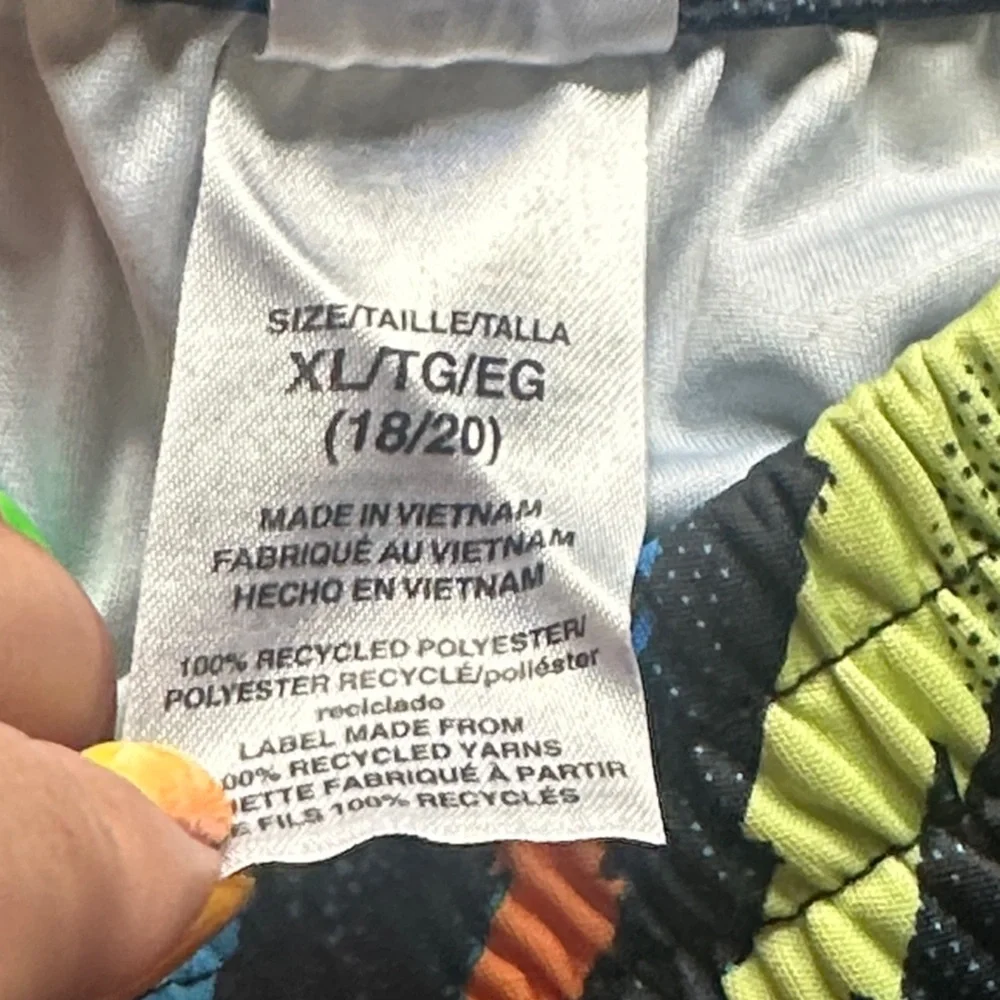 SIZE/TAILLE/TALLA
XL/TG/EG
(18/20)
MADE IN VIETNAM
FABRIQUÉ AU VIETNAM
HECHO EN VIETNAM
100% RECYCLED POLYESTER/
POLYESTER RECYCLÉ/poliéster
reciclado
LABEL MADE FROM
00% RECYCLED YARNS
FABRIQUÉ À PARTIR
FILS 100% RECYCLÉS